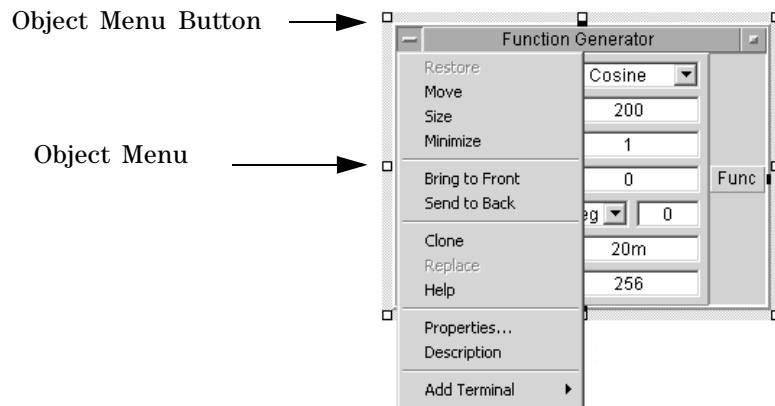 Object Menu Button
Function Generator
Restore
Cosine
Move
Size
200
Minimize
1
Object Menu
Bring to Front
0
Func
Send to Back
eg
0
Clone
20m
Replace
Help
256
Properties...
Description
Add Terminal